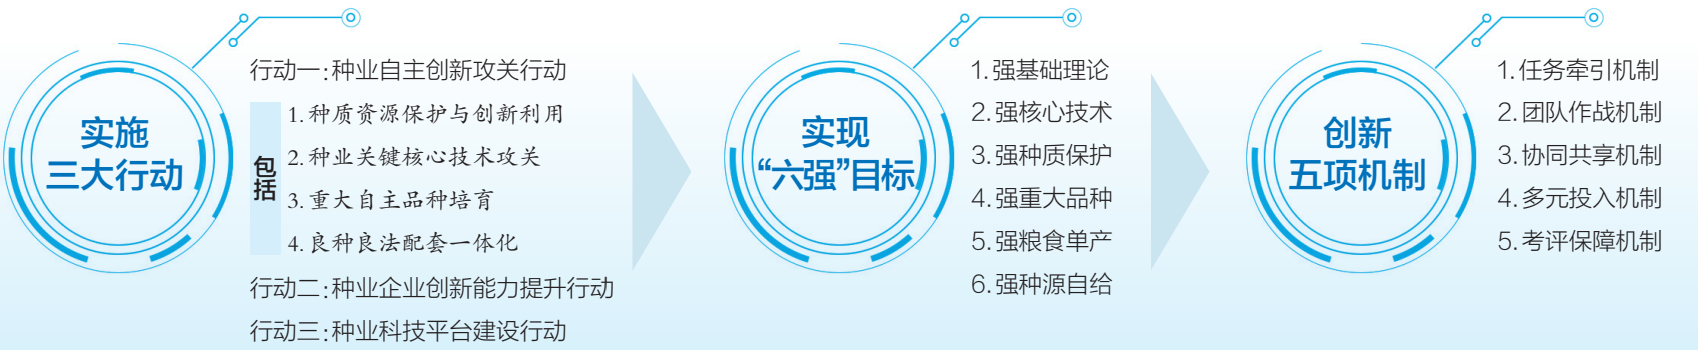 实施
三大行动
行动一:种业自主创新攻关行动
包括
1.种质资源保护与创新利用
2.种业关键核心技术攻关
3.重大自主品种培育
4.良种良法配套一体化
行动二:种业企业创新能力提升行动
行动三:种业科技平台建设行动
实现
“六强”目标
1.强基础理论
2.强核心技术
3.强种质保护
4.强重大品种
5.强粮食单产
6.强种源自给
创新
五项机制
1.任务牵引机制
2.团队作战机制
3.协同共享机制
4.多元投入机制
5.考评保障机制